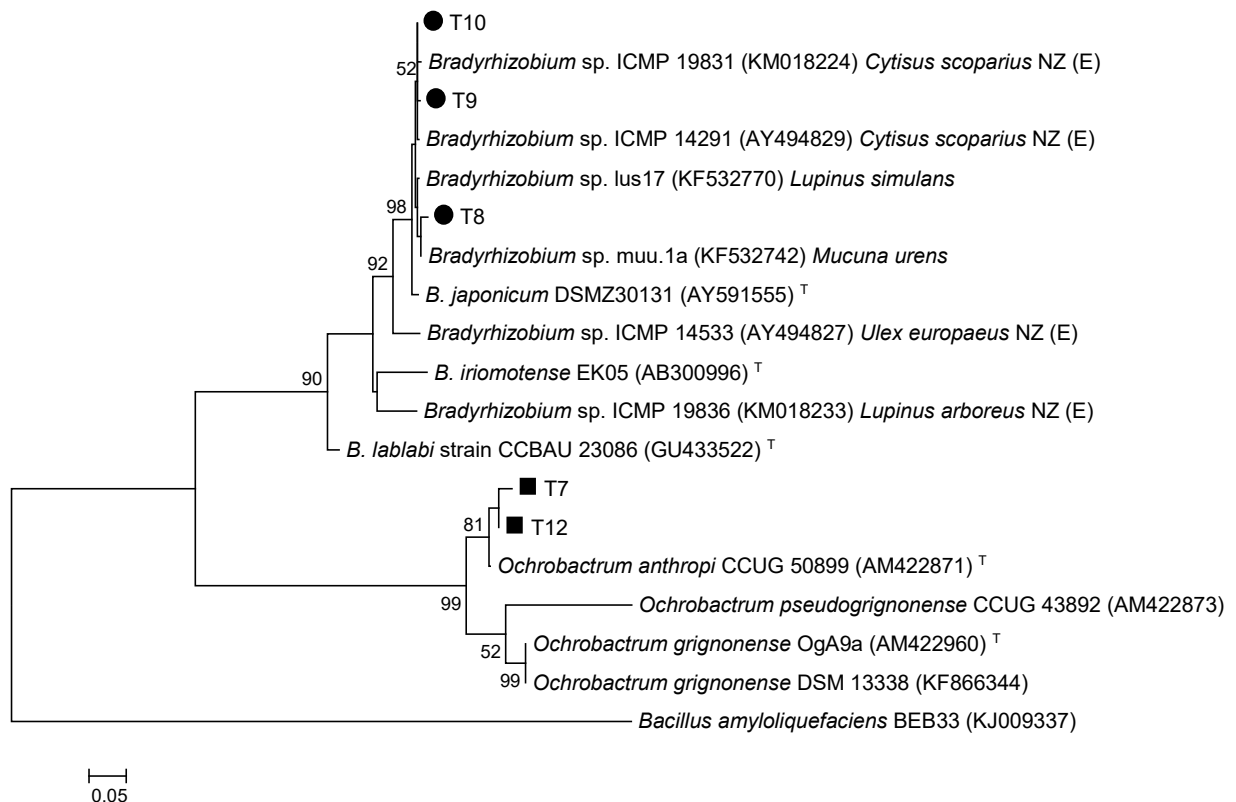 T10
Bradyrhizobium sp. ICMP 19831 (KM018224) Cytisus scoparius NZ (E)
52
T9
Bradyrhizobium sp. ICMP 14291 (AY494829) Cytisus scoparius NZ (E)
Bradyrhizobium sp. lus17 (KF532770) Lupinus simulans
98
T8
Bradyrhizobium sp. muu.1a (KF532742) Mucuna urens
92
B. japonicum DSMZ30131 (AY591555) T
Bradyrhizobium sp. ICMP 14533 (AY494827) Ulex europaeus NZ (E)
B. iriomotense EK05 (AB300996) T
90
Bradyrhizobium sp. ICMP 19836 (KM018233) Lupinus arboreus NZ (E)
B. lablabi strain CCBAU 23086 (GU433522) T
T7
81
T12
Ochrobactrum anthropi CCUG 50899 (AM422871) T
99
Ochrobactrum pseudogrignonense CCUG 43892 (AM422873)
Ochrobactrum grignonense OgA9a (AM422960) T
52
99
Ochrobactrum grignonense DSM 13338 (KF866344)
Bacillus amyloliquefaciens BEB33 (KJ009337)
0.05